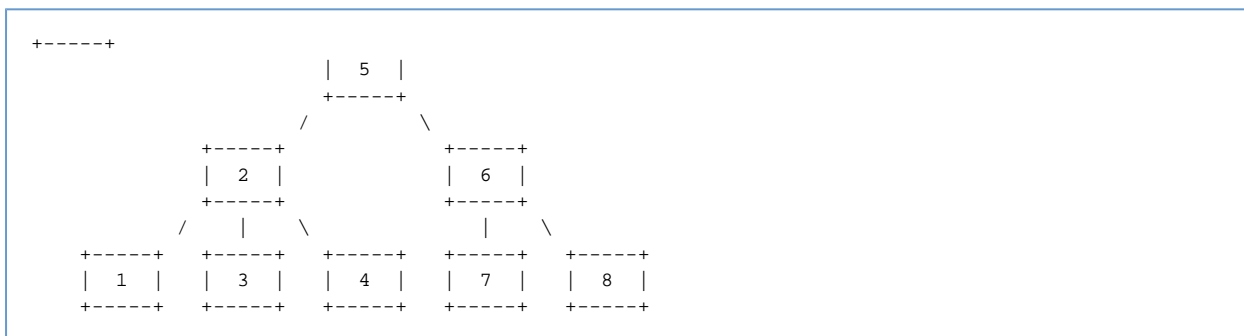 +-----+
                        |  5  |
                        +-----+
                      /         \
              +-----+             +-----+
              |  2  |             |  6  |
              +-----+             +-----+
            /    |    \              |    \
    +-----+   +-----+   +-----+   +-----+   +-----+
    |  1  |   |  3  |   |  4  |   |  7  |   |  8  |
    +-----+   +-----+   +-----+   +-----+   +-----+